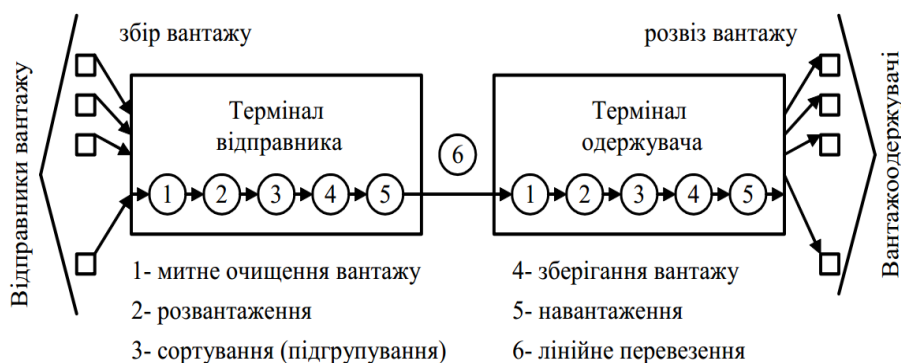 збір вантажу
розвіз вантажу
Відправники вантажу
Термінал
відправника
1 2 3 4 5
6
Термінал
одержувача
1 2 3 4 5
Вантажоодержувачі
1- митне очищення вантажу
2- розвантаження
3- сортування (підгрупування)
4- зберігання вантажу
5- навантаження
6- лінійне перевезення